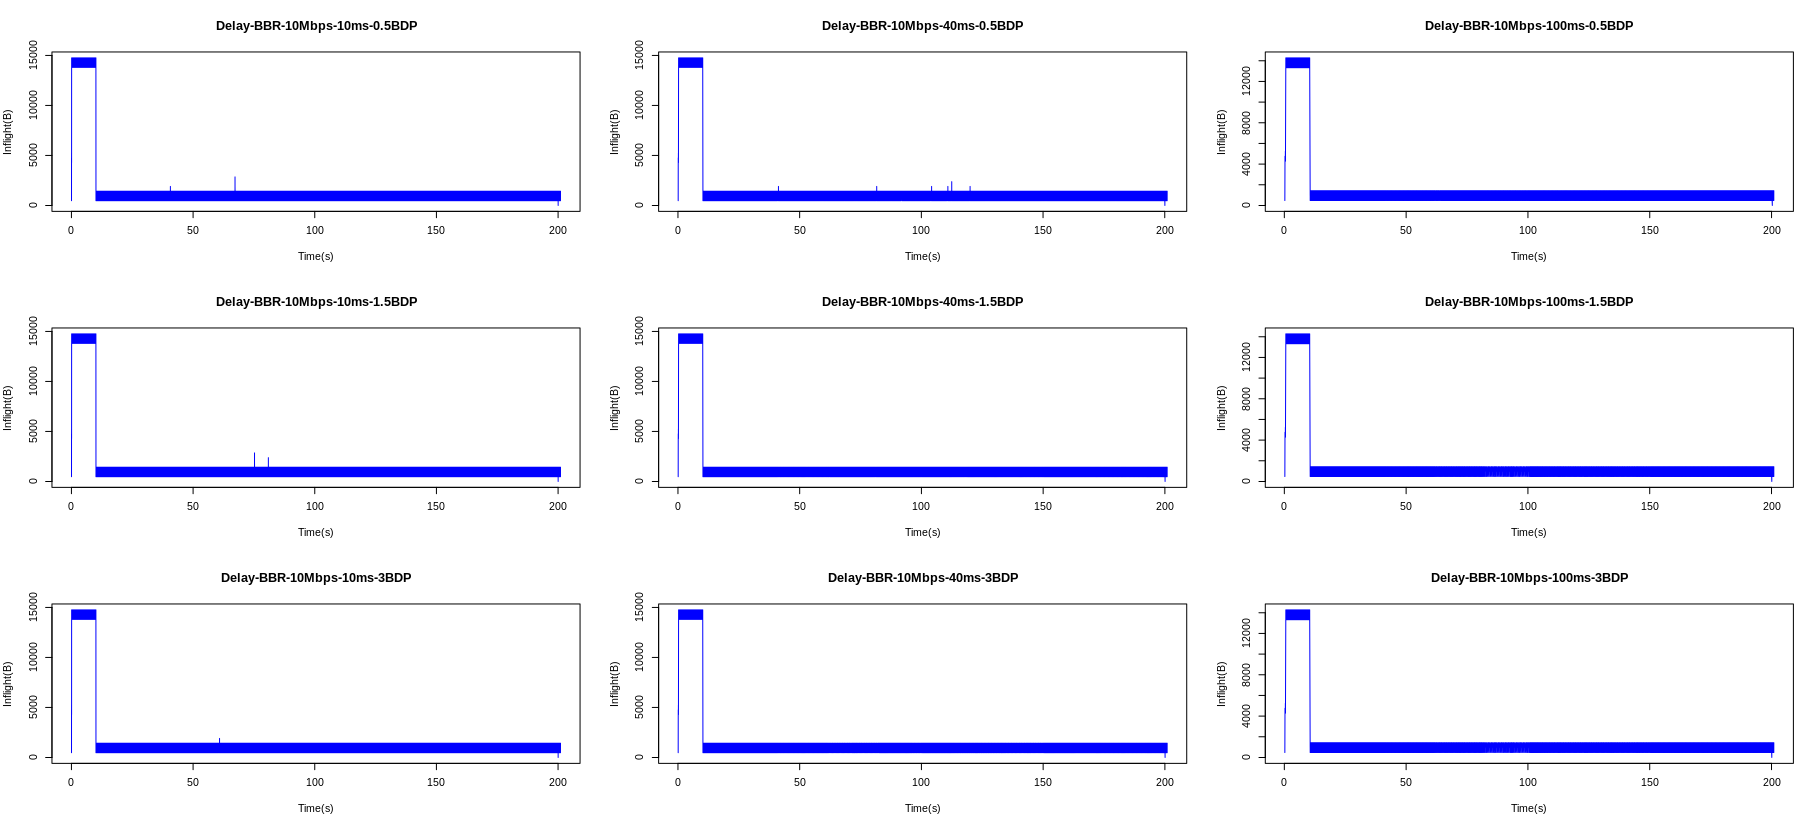 Delay-BBR-10Mbps-10ms-0.5BDP
Inflight(B)
15000
10000
5000
0
0 50 100 150 200
Time(s)
Delay-BBR-10Mbps-40ms-0.5BDP
Inflight(B)
15000
10000
5000
0
0 50 100 150 200
Time(s)
Delay-BBR-10Mbps-100ms-0.5BDP
Inflight(B)
12000
8000
4000
0
0 50 100 150 200
Time(s)
Delay-BBR-10Mbps-10ms-1.5BDP
Inflight(B)
15000
10000
5000
0
0 50 100 150 200
Time(s)
Delay-BBR-10Mbps-40ms-1.5BDP
Inflight(B)
15000
10000
5000
0
0 50 100 150 200
Time(s)
Delay-BBR-10Mbps-100ms-1.5BDP
Inflight(B)
12000
8000
4000
0
0 50 100 150 200
Time(s)
Delay-BBR-10Mbps-10ms-3BDP
Inflight(B)
15000
10000
5000
0
0 50 100 150 200
Time(s)
Delay-BBR-10Mbps-40ms-3BDP
Inflight(B)
15000
10000
5000
0
0 50 100 150 200
Time(s)
Delay-BBR-10Mbps-100ms-3BDP
Inflight(B)
12000
8000
4000
0
0 50 100 150 200
Time(s)